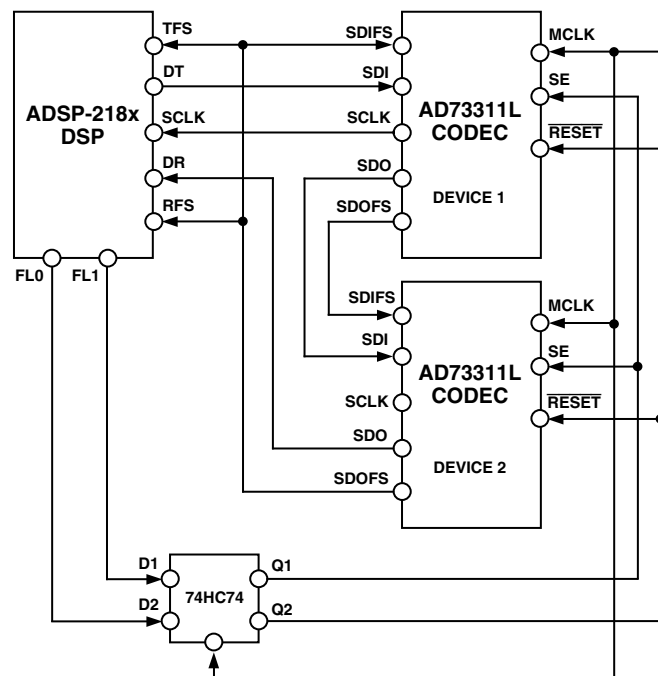 TFS
DT
SCLK
DR
RFS
ADSP-218x
DSP
FL0
FL1
SDIFS
SDI
SCLK
SDO
SDOFS
AD73311L
CODEC
DEVICE 1
MCLK
SE
RESET
SDIFS
SDI
SCLK
SDO
SDOFS
AD73311L
CODEC
DEVICE 2
MCLK
SE
RESET
D1
D2
74HC74
Q1
Q2